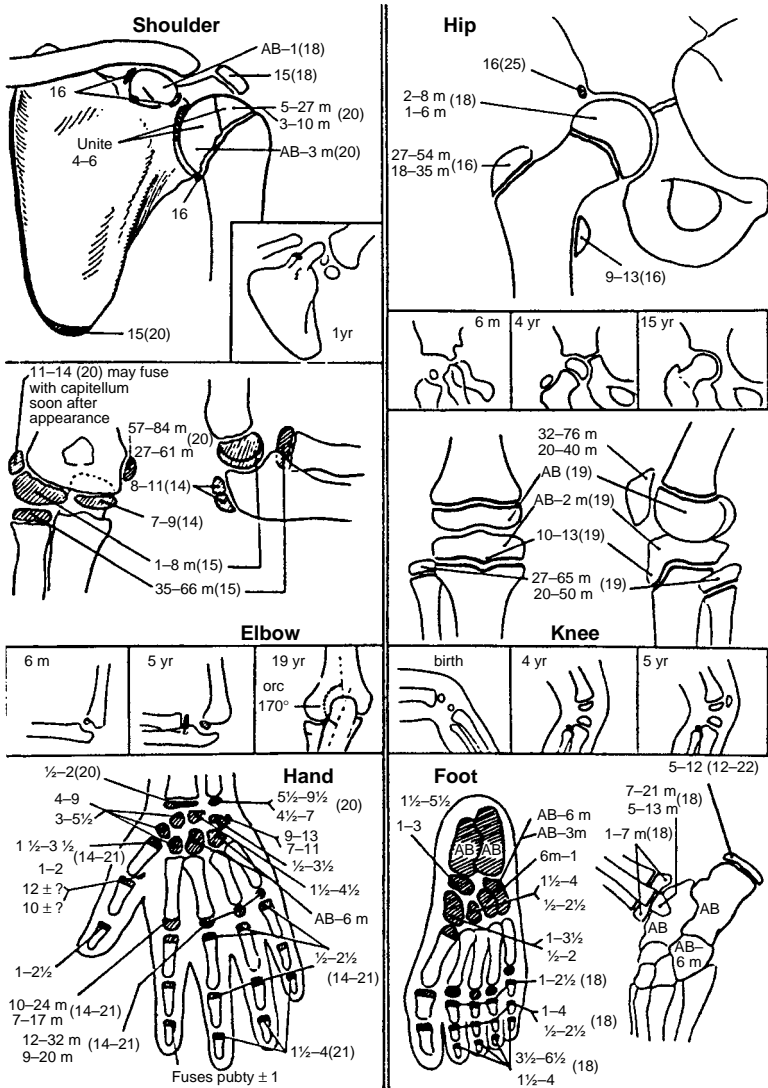 Shoulder
AB–1(18)
15(18)
16
5–27 m
3–10 m (20)
Unite
4–6
AB–3 m(20)
16
1yr
15(20)
Hip
16(25)
2–8 m
1–6 m (18)
27–54 m
18–35 m (16)
9–13(16)
6 m
4 yr
15 yr
11–14 (20) may fuse
with capitellum
soon after
appearance
57–84 m
27–61 m (20)
8–11(14)
7–9(14)
1–8 m(15)
35–66 m(15)
Elbow
6 m
5 yr
19 yr
orc
170°
32–76 m
20–40 m
AB (19)
AB–2 m(19)
10–13(19)
27–65 m
20–50 m (19)
Knee
birth
4 yr
5 yr
Hand
½–2(20)
4–9
3–5½
1 ½–3 ½ (14–21)
1–2
12 ± ?
10 ± ?
1–2½
10–24 m
7–17 m (14–21)
12–32 m
9–20 m (14–21)
Fuses pubty ± 1
5½–9½
4½–7 (20)
9–13
7–11
½–3½
1½–4½
AB–6 m
½–2½
(14–21)
1½–4(21)
Foot
1½–5½
1–3
AB AB
AB–6 m
AB–3m
6m–1
1½–4
½–2½
1–3½
½–2
1–2½ (18)
1–4
½–2½ (18)
3½–6½
1½–4 (18)
5–12 (12–22)
7–21 m
5–13 m (18)
1–7 m(18)
AB
AB
AB–
6 m